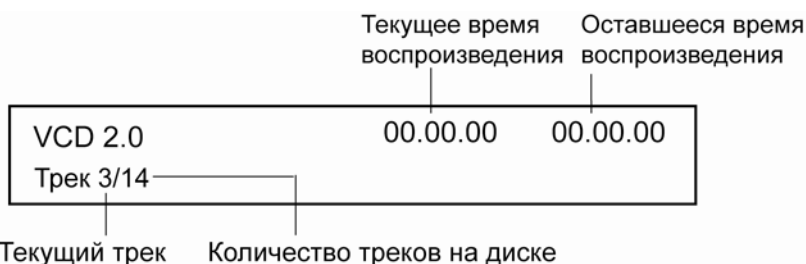 Текущее время Оставшееся время
воспроизведения воспроизведения
VCD 2.0 00.00.00 00.00.00
Трек 3/14
Текущий трек Количество треков на диске